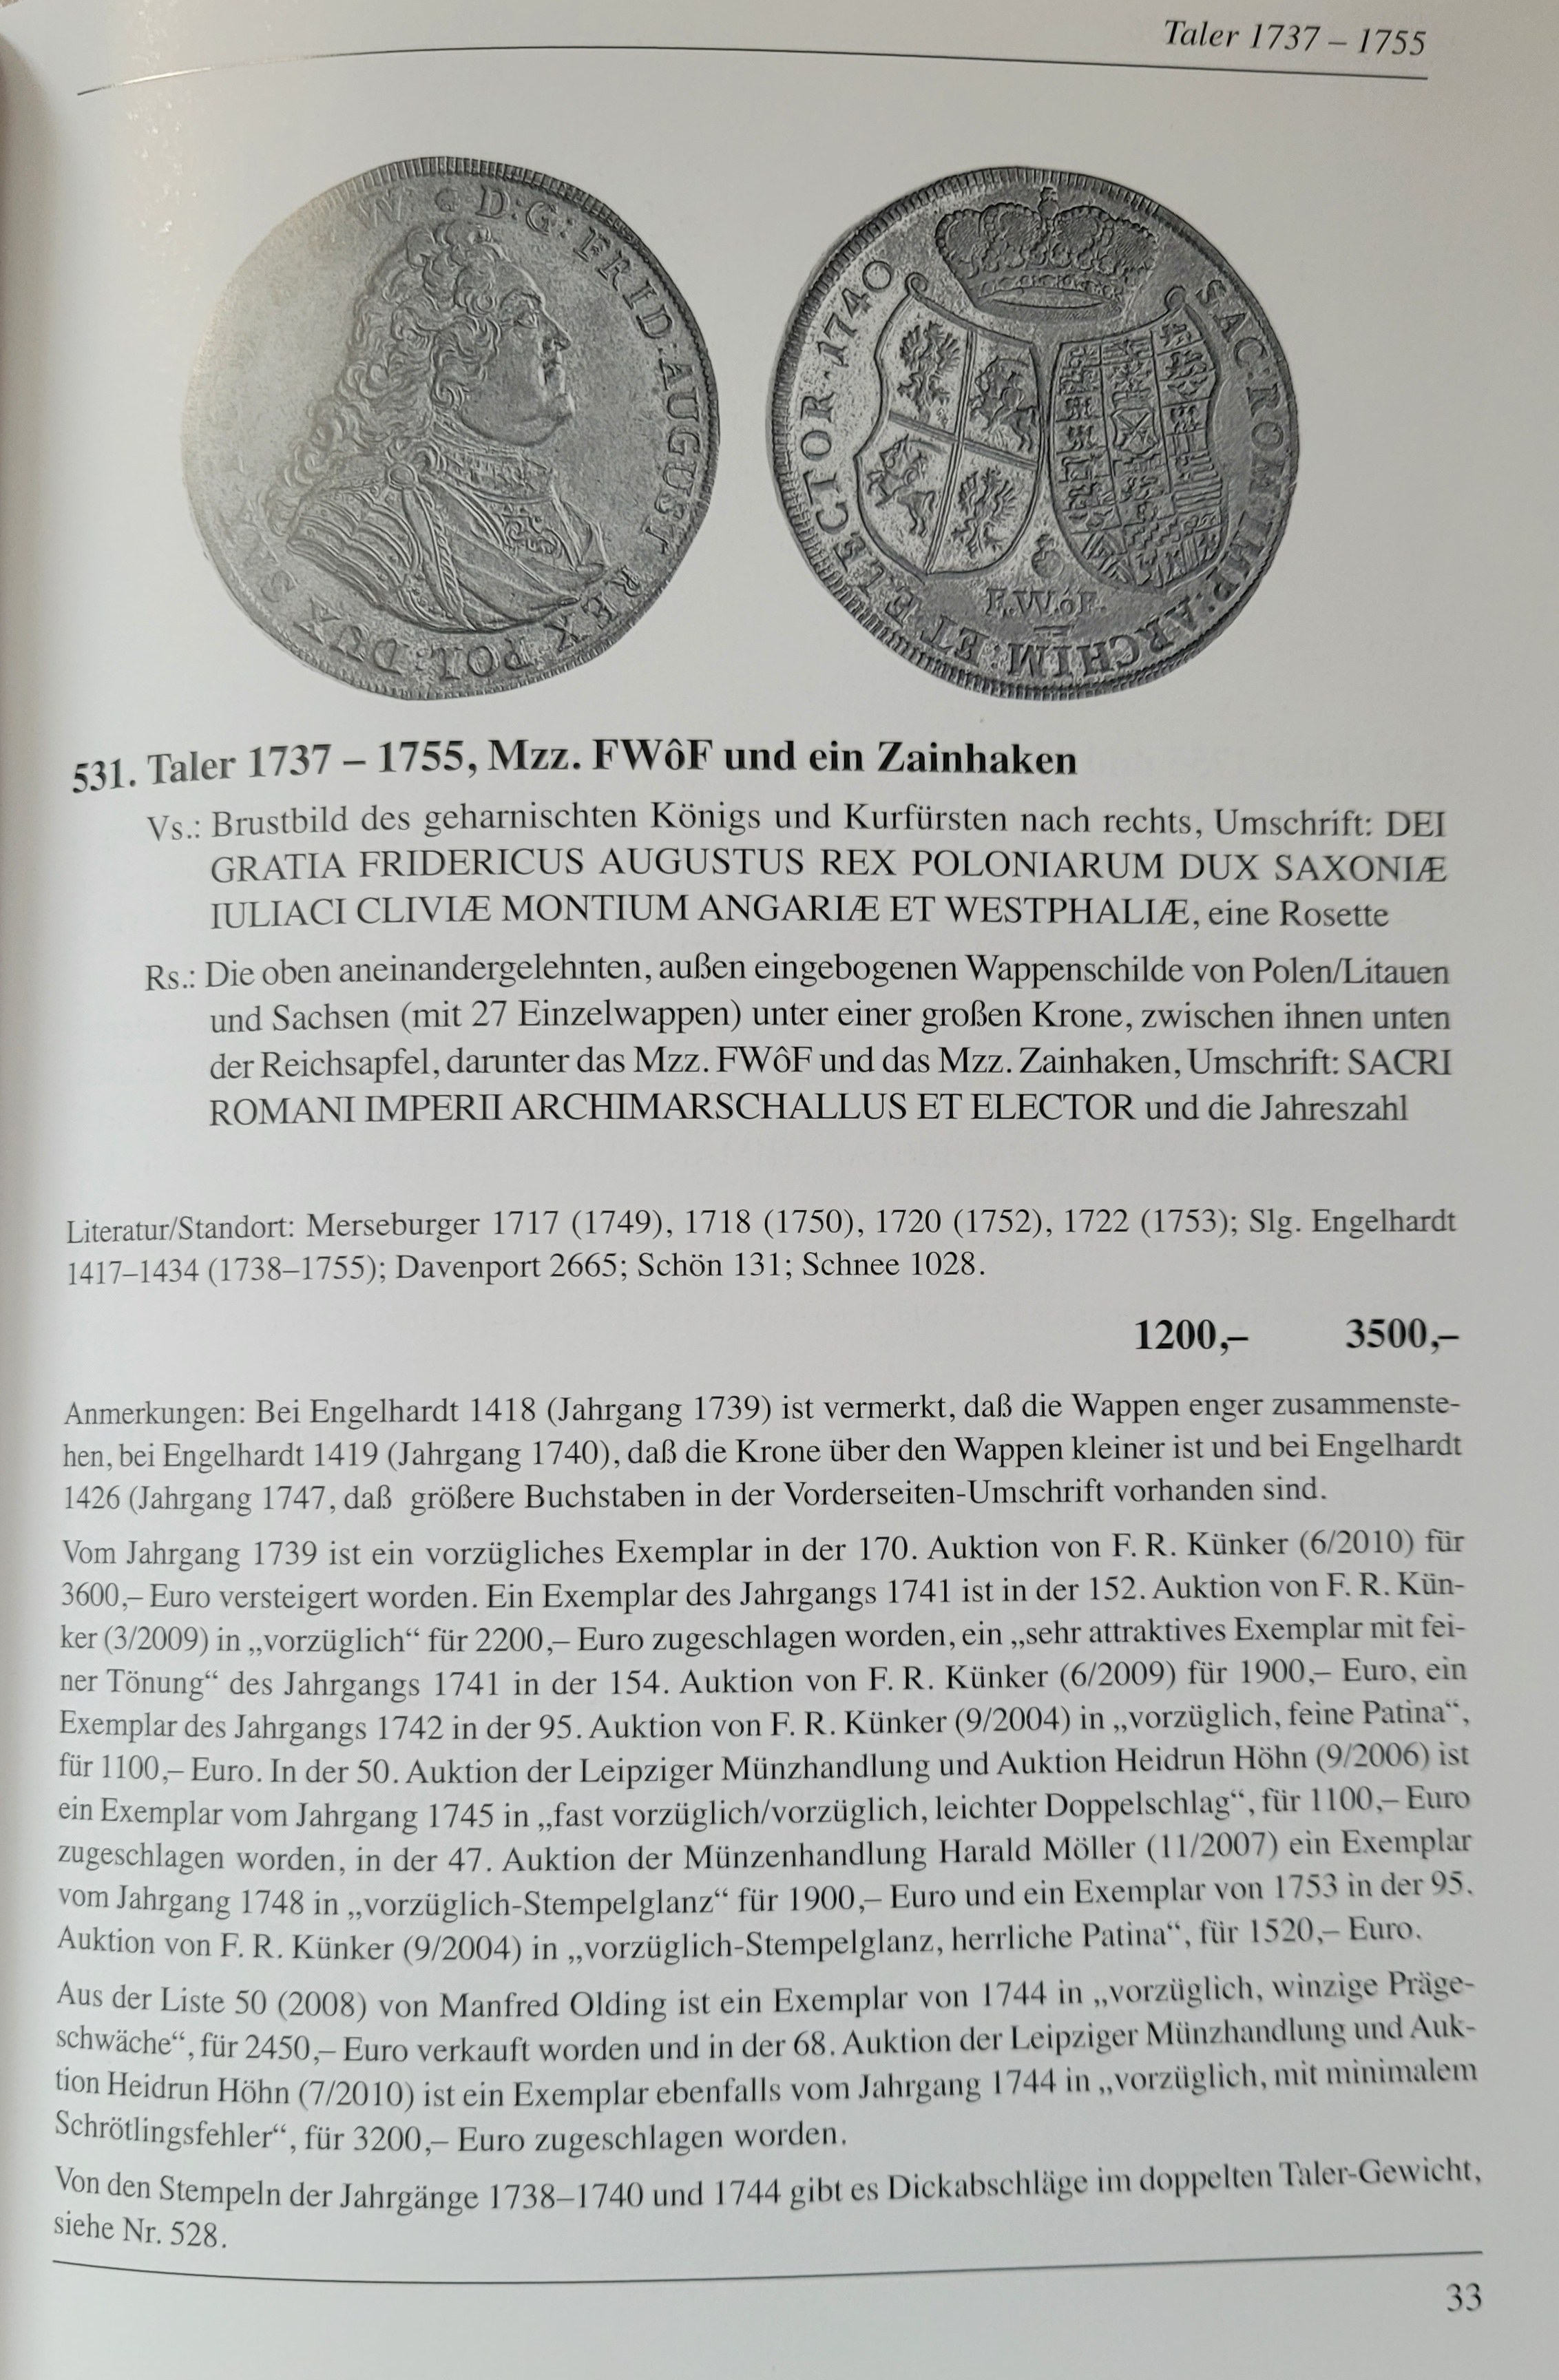 Taler 1737 – 1755
W. G D:G: FRID: AUGUST REX POL: DUX S
SAC: ROM: IMP: ARCHIM: ET ELECTOR · 1740
F.W.ôF.
531. Taler 1737 – 1755, Mzz. FWôF und ein Zainhaken
Vs.: Brustbild des geharnischten Königs und Kurfürsten nach rechts, Umschrift: DEI
GRATIA FRIDERICUS AUGUSTUS REX POLONIARUM DUX SAXONIÆ
IULIACI CLIVIÆ MONTIUM ANGARIÆ ET WESTPHALIÆ, eine Rosette
Rs.: Die oben aneinandergelehnten, außen eingebogenen Wappenschilde von Polen/Litauen
und Sachsen (mit 27 Einzelwappen) unter einer großen Krone, zwischen ihnen unten
der Reichsapfel, darunter das Mzz. FWôF und das Mzz. Zainhaken, Umschrift: SACRI
ROMANI IMPERII ARCHIMARSCHALLUS ET ELECTOR und die Jahreszahl
Literatur/Standort: Merseburger 1717 (1749), 1718 (1750), 1720 (1752), 1722 (1753); Slg. Engelhardt
1417–1434 (1738–1755); Davenport 2665; Schön 131; Schnee 1028.
1200,– 3500,–
Anmerkungen: Bei Engelhardt 1418 (Jahrgang 1739) ist vermerkt, daß die Wappen enger zusammenste-
hen, bei Engelhardt 1419 (Jahrgang 1740), daß die Krone über den Wappen kleiner ist und bei Engelhardt
1426 (Jahrgang 1747, daß größere Buchstaben in der Vorderseiten-Umschrift vorhanden sind.
Vom Jahrgang 1739 ist ein vorzügliches Exemplar in der 170. Auktion von F. R. Künker (6/2010) für
3600,– Euro versteigert worden. Ein Exemplar des Jahrgangs 1741 ist in der 152. Auktion von F. R. Kün-
ker (3/2009) in „vorzüglich“ für 2200,– Euro zugeschlagen worden, ein „sehr attraktives Exemplar mit fei-
ner Tönung“ des Jahrgangs 1741 in der 154. Auktion von F. R. Künker (6/2009) für 1900,– Euro, ein
Exemplar des Jahrgangs 1742 in der 95. Auktion von F. R. Künker (9/2004) in „vorzüglich, feine Patina“,
für 1100,– Euro. In der 50. Auktion der Leipziger Münzhandlung und Auktion Heidrun Höhn (9/2006) ist
ein Exemplar vom Jahrgang 1745 in „fast vorzüglich/vorzüglich, leichter Doppelschlag“, für 1100,– Euro
zugeschlagen worden, in der 47. Auktion der Münzenhandlung Harald Möller (11/2007) ein Exemplar
vom Jahrgang 1748 in „vorzüglich-Stempelglanz“ für 1900,– Euro und ein Exemplar von 1753 in der 95.
Auktion von F. R. Künker (9/2004) in „vorzüglich-Stempelglanz, herrliche Patina“, für 1520,– Euro.
Aus der Liste 50 (2008) von Manfred Olding ist ein Exemplar von 1744 in „vorzüglich, winzige Präge-
schwäche“, für 2450,– Euro verkauft worden und in der 68. Auktion der Leipziger Münzhandlung und Auk-
tion Heidrun Höhn (7/2010) ist ein Exemplar ebenfalls vom Jahrgang 1744 in „vorzüglich, mit minimalem
Schrötlingsfehler“, für 3200,– Euro zugeschlagen worden.
Von den Stempeln der Jahrgänge 1738–1740 und 1744 gibt es Dickabschläge im doppelten Taler-Gewicht,
siehe Nr. 528.
33